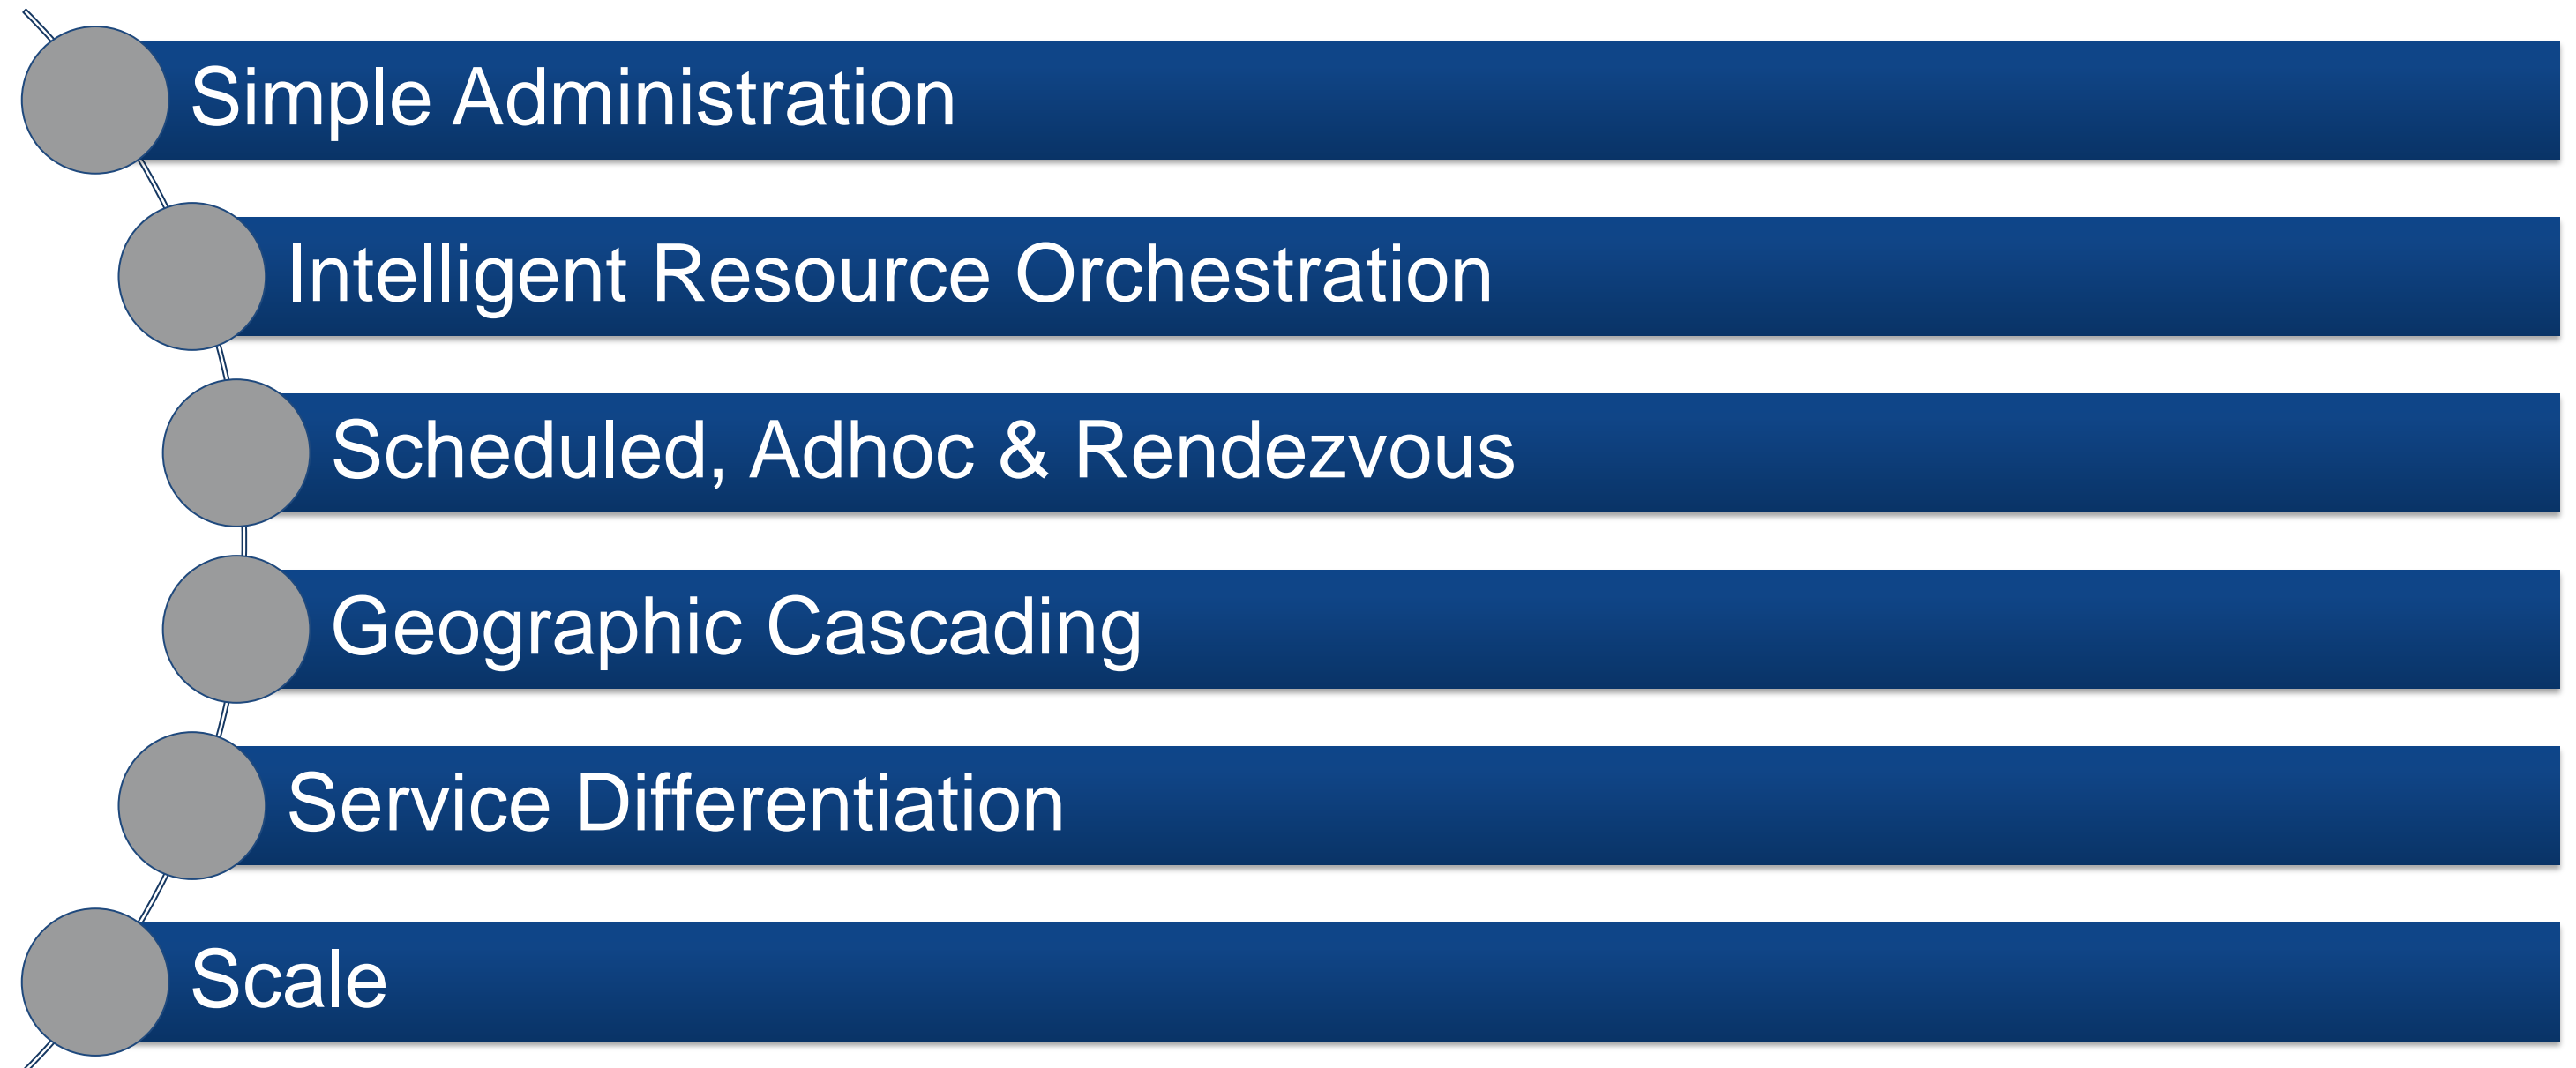 Simple Administration
Intelligent Resource Orchestration
Scheduled, Adhoc & Rendezvous
Geographic Cascading
Service Differentiation
Scale